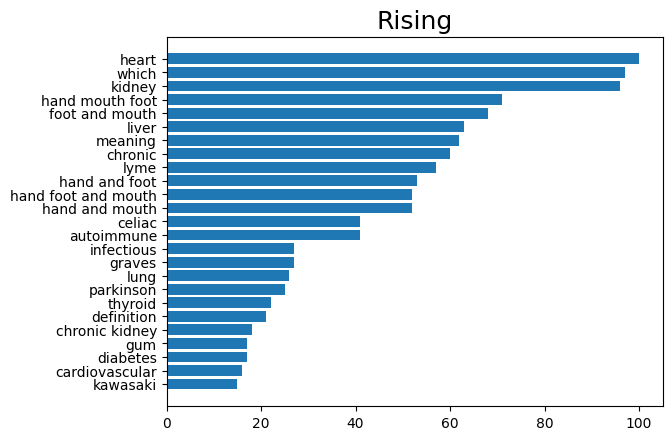 Rising
heart
which
kidney
hand mouth foot
foot and mouth
liver
meaning
chronic
lyme
hand and foot
hand foot and mouth
hand and mouth
celiac
autoimmune
infectious
graves
lung
parkinson
thyroid
definition
chronic kidney
gum
diabetes
cardiovascular
kawasaki
0 20 40 60 80 100